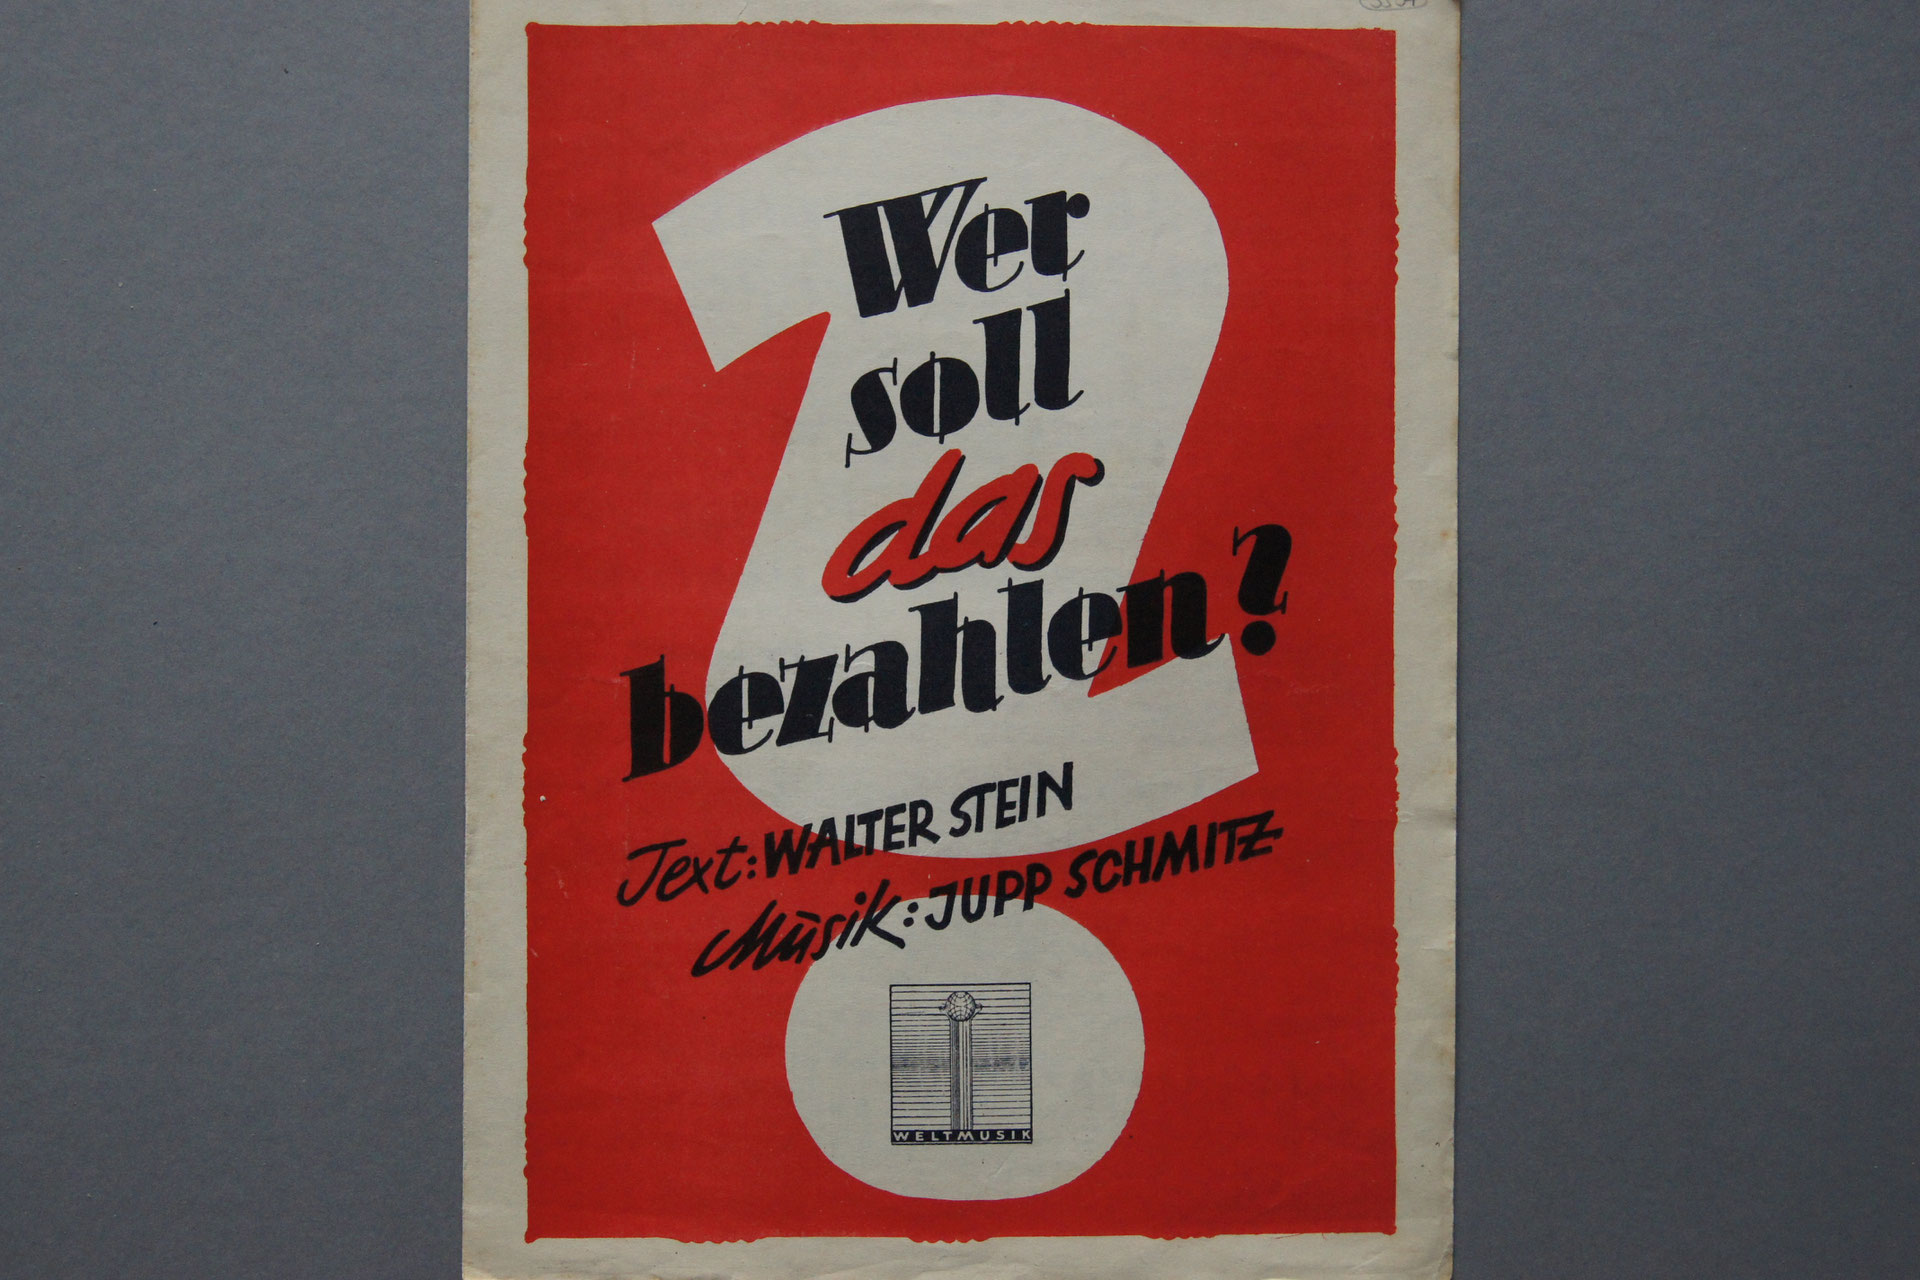 Wer
soll
das
bezahlen?
Text: WALTER STEIN
Musik: JUPP SCHMITZ
WELTMUSIK